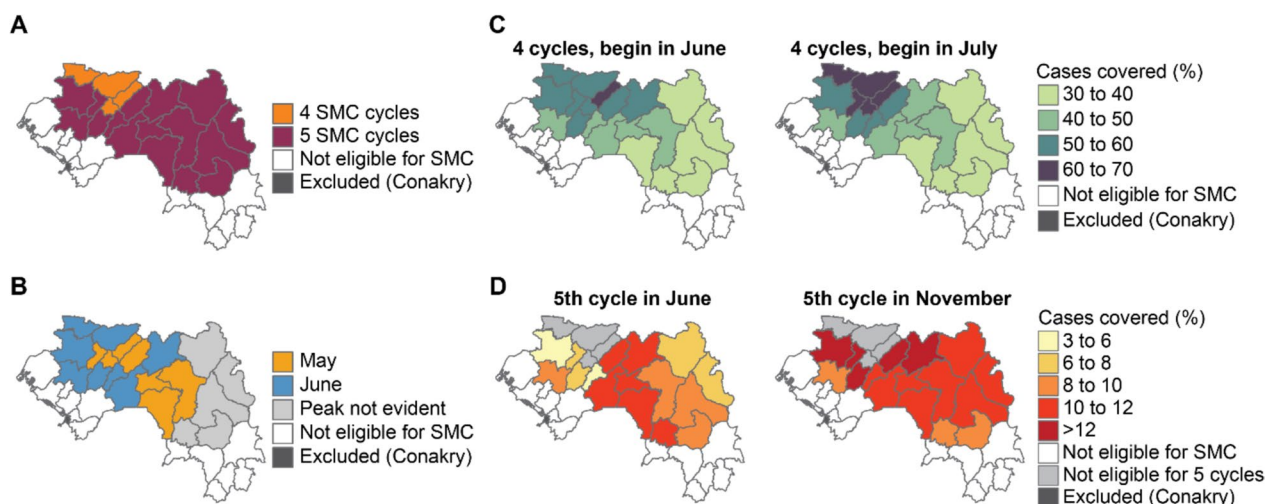 A
4 SMC cycles
5 SMC cycles
Not eligible for SMC
Excluded (Conakry)
B
May
June
Peak not evident
Not eligible for SMC
Excluded (Conakry)
C
4 cycles, begin in June
4 cycles, begin in July
Cases covered (%)
30 to 40
40 to 50
50 to 60
60 to 70
Not eligible for SMC
Excluded (Conakry)
D
5th cycle in June
5th cycle in November
Cases covered (%)
3 to 6
6 to 8
8 to 10
10 to 12
>12
Not eligible for SMC
Not eligible for 5 cycles
Excluded (Conakry)